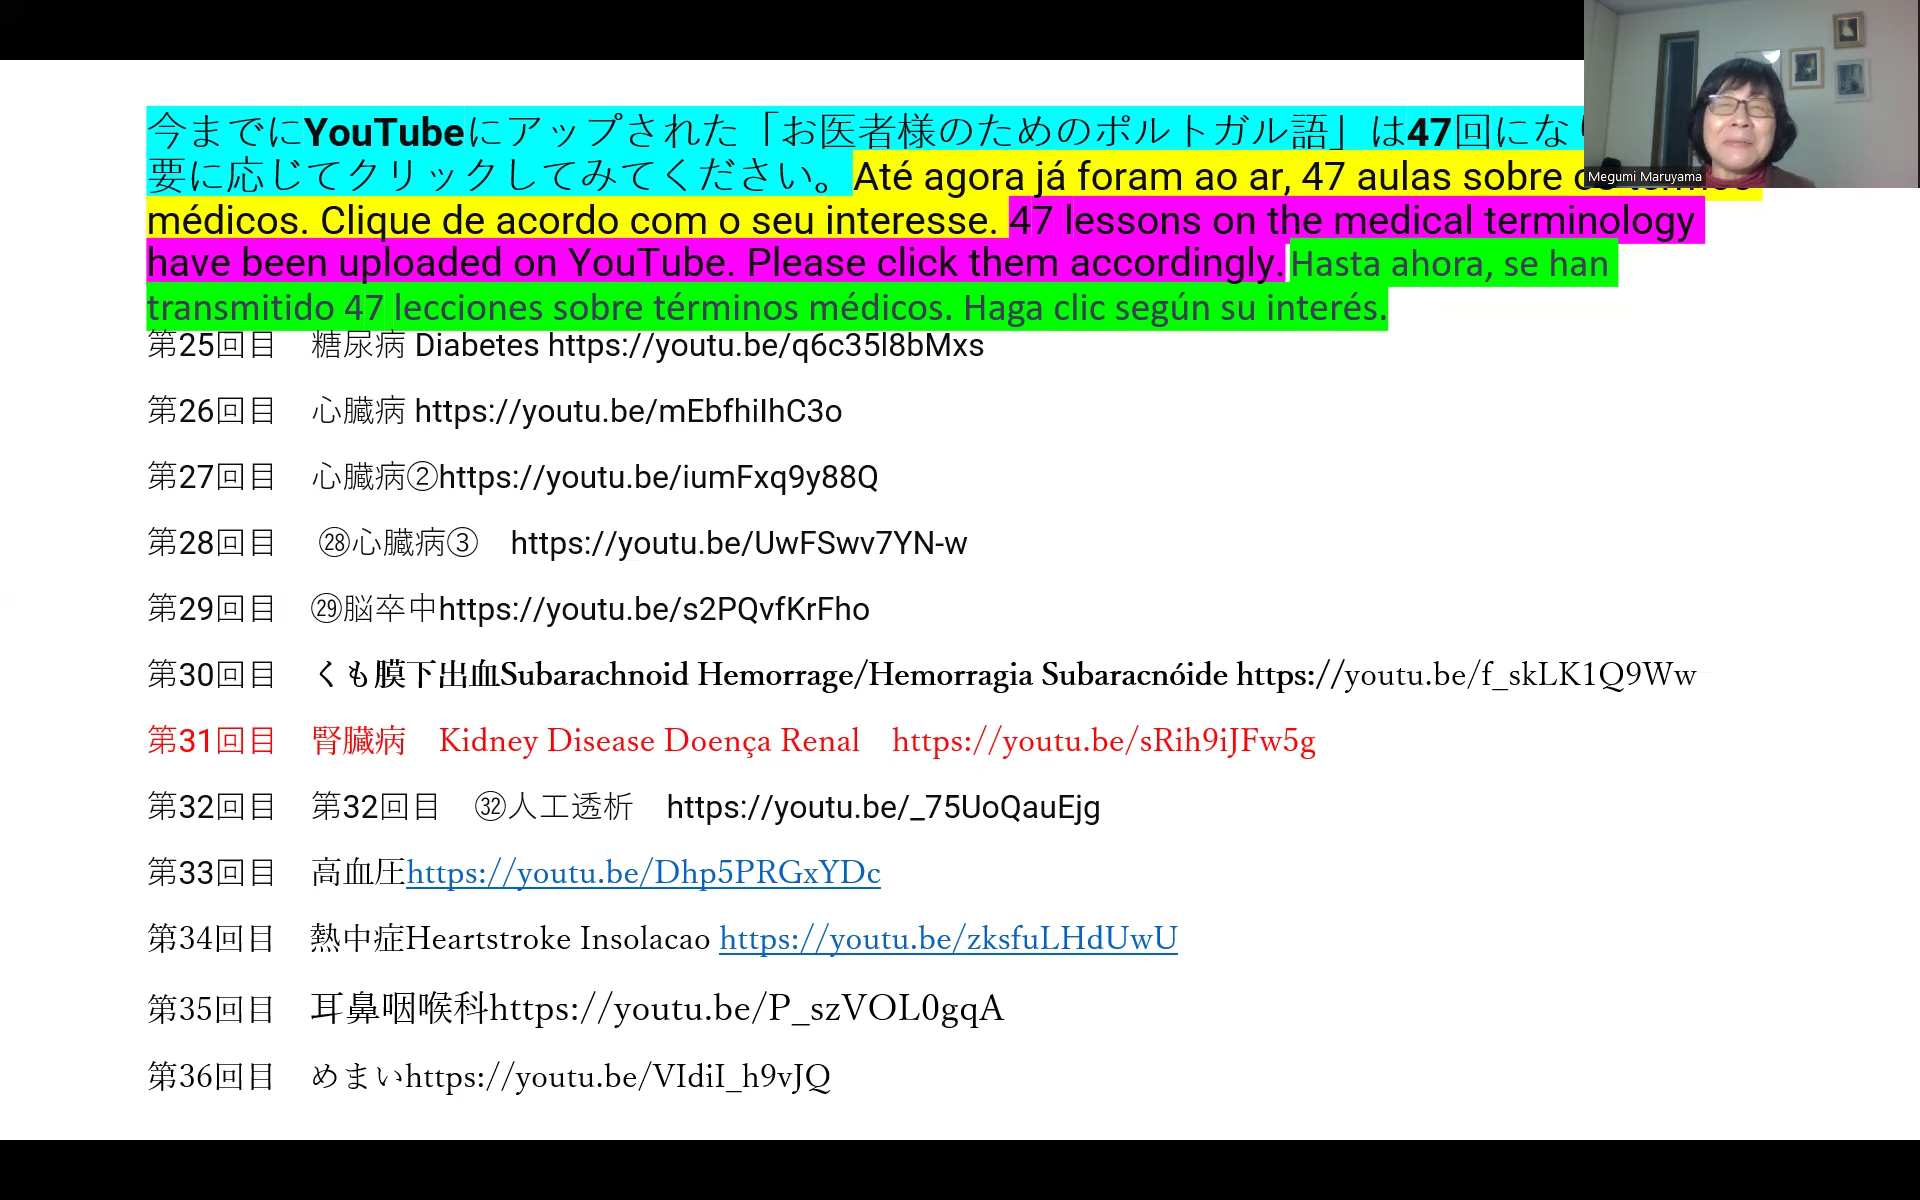 今までにYouTubeにアップされた「お医者様のためのポルトガル語」は47回にな
要に応じてクリックしてみてください。Até agora já foram ao ar, 47 aulas sobre
médicos. Clique de acordo com o seu interesse. 47 lessons on the medical terminology
have been uploaded on YouTube. Please click them accordingly. Hasta ahora, se han
transmitido 47 lecciones sobre términos médicos. Haga clic según su interés.
第25回目 糖尿病 Diabetes https://youtu.be/q6c35l8bMxs
第26回目 心臓病 https://youtu.be/mEbfhiIhC3o
第27回目 心臓病②https://youtu.be/iumFxq9y88Q
第28回目 ㉘心臓病③ https://youtu.be/UwFSwv7YN-w
第29回目 ㉙脳卒中https://youtu.be/s2PQvfKrFho
第30回目 くも膜下出血Subarachnoid Hemorrage/Hemorragia Subaracnóide https://youtu.be/f_skLK1Q9Ww
第31回目 腎臓病 Kidney Disease Doença Renal https://youtu.be/sRih9iJFw5g
第32回目 第32回目 ㉜人工透析 https://youtu.be/_75UoQauEjg
第33回目 高血圧https://youtu.be/Dhp5PRGxYDc
第34回目 熱中症Heartstroke Insolacao https://youtu.be/zksfuLHdUwU
第35回目 耳鼻咽喉科https://youtu.be/P_szVOL0gqA
第36回目 めまいhttps://youtu.be/VIdiI_h9vJQ
Megumi Maruyama